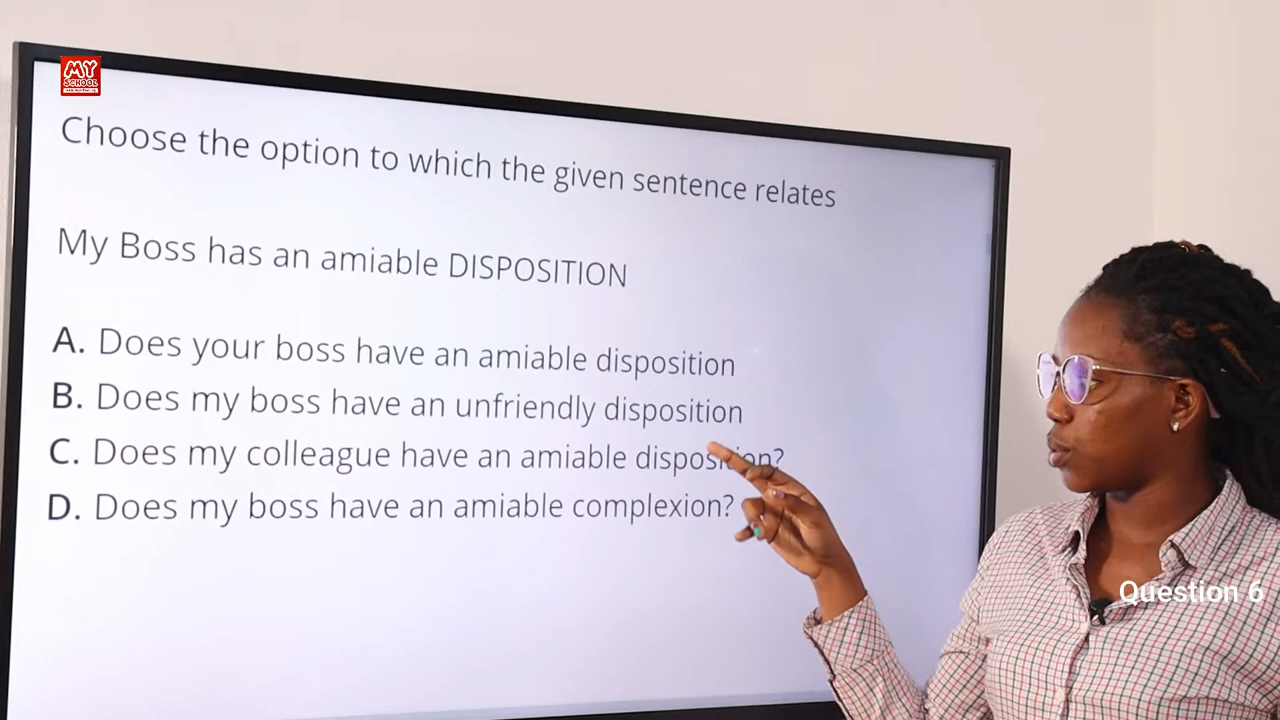 MY
SCHOOL
Choose the option to which the given sentence relates
My Boss has an amiable DISPOSITION
A. Does your boss have an amiable disposition
B. Does my boss have an unfriendly disposition
C. Does my colleague have an amiable disposition?
D. Does my boss have an amiable complexion?
Question 6